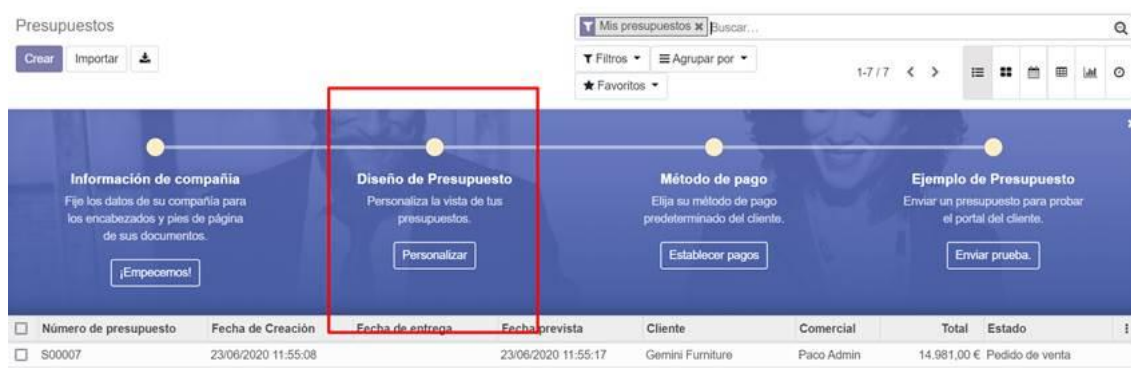 Presupuestos
Mis presupuestos × Buscar...
Crear Importar
Filtros Agrupar por
Favoritos
1-7 / 7
Información de compañía
Fije los datos de su compañía para
los encabezados y pies de página
de sus documentos.
¡Empecemos!
Diseño de Presupuesto
Personaliza la vista de tus
presupuestos.
Personalizar
Método de pago
Elija su método de pago
predeterminado del cliente.
Establecer pagos
Ejemplo de Presupuesto
Enviar un presupuesto para probar
el portal del cliente.
Enviar prueba.
Número de presupuesto Fecha de Creación Fecha de entrega Fecha prevista Cliente Comercial Total Estado
S00007 23/06/2020 11:55:08 23/06/2020 11:55:17 Gemini Furniture Paco Admin 14.981,00 € Pedido de venta